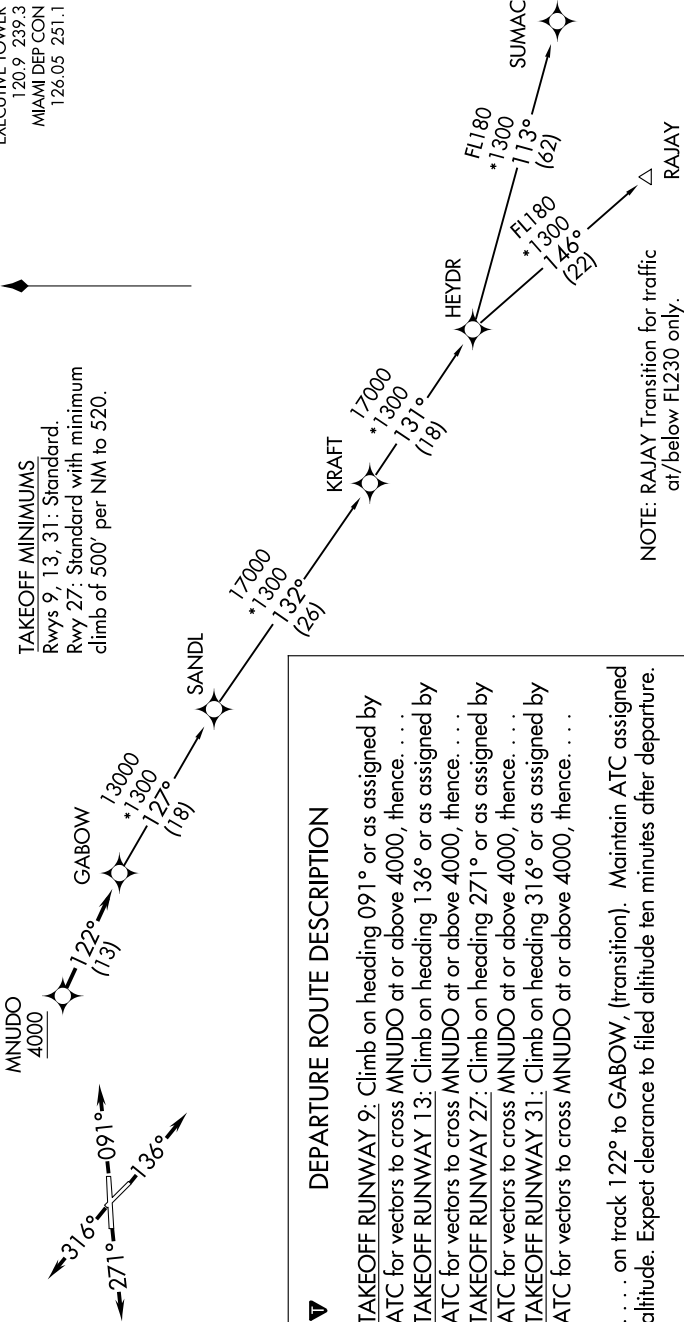 EXECUTIVE TOWER
120.9 239.3
MIAMI DEP CON
126.05 251.1
TAKEOFF MINIMUMS
Rwys 9, 13, 31: Standard.
Rwy 27: Standard with minimum
climb of 500' per NM to 520.
SUMAC
FL180
*1300
113°
(62)
RAJAY
FL180
*1300
146°
(22)
NOTE: RAJAY Transition for traffic
at/below FL230 only.
HEYDR
17000
*1300
131°
(18)
KRAFT
17000
*1300
132°
(26)
SANDL
13000
*1300
127°
(18)
GABOW
122°
(13)
MNUDO
4000
091°
136°
316°
271°
T
DEPARTURE ROUTE DESCRIPTION
TAKEOFF RUNWAY 9: Climb on heading 091° or as assigned by
ATC for vectors to cross MNUDO at or above 4000, thence. . . .
TAKEOFF RUNWAY 13: Climb on heading 136° or as assigned by
ATC for vectors to cross MNUDO at or above 4000, thence. . . .
TAKEOFF RUNWAY 27: Climb on heading 271° or as assigned by
ATC for vectors to cross MNUDO at or above 4000, thence. . . .
TAKEOFF RUNWAY 31: Climb on heading 316° or as assigned by
ATC for vectors to cross MNUDO at or above 4000, thence. . . .
. . . . on track 122° to GABOW, (transition). Maintain ATC assigned
altitude. Expect clearance to filed altitude ten minutes after departure.